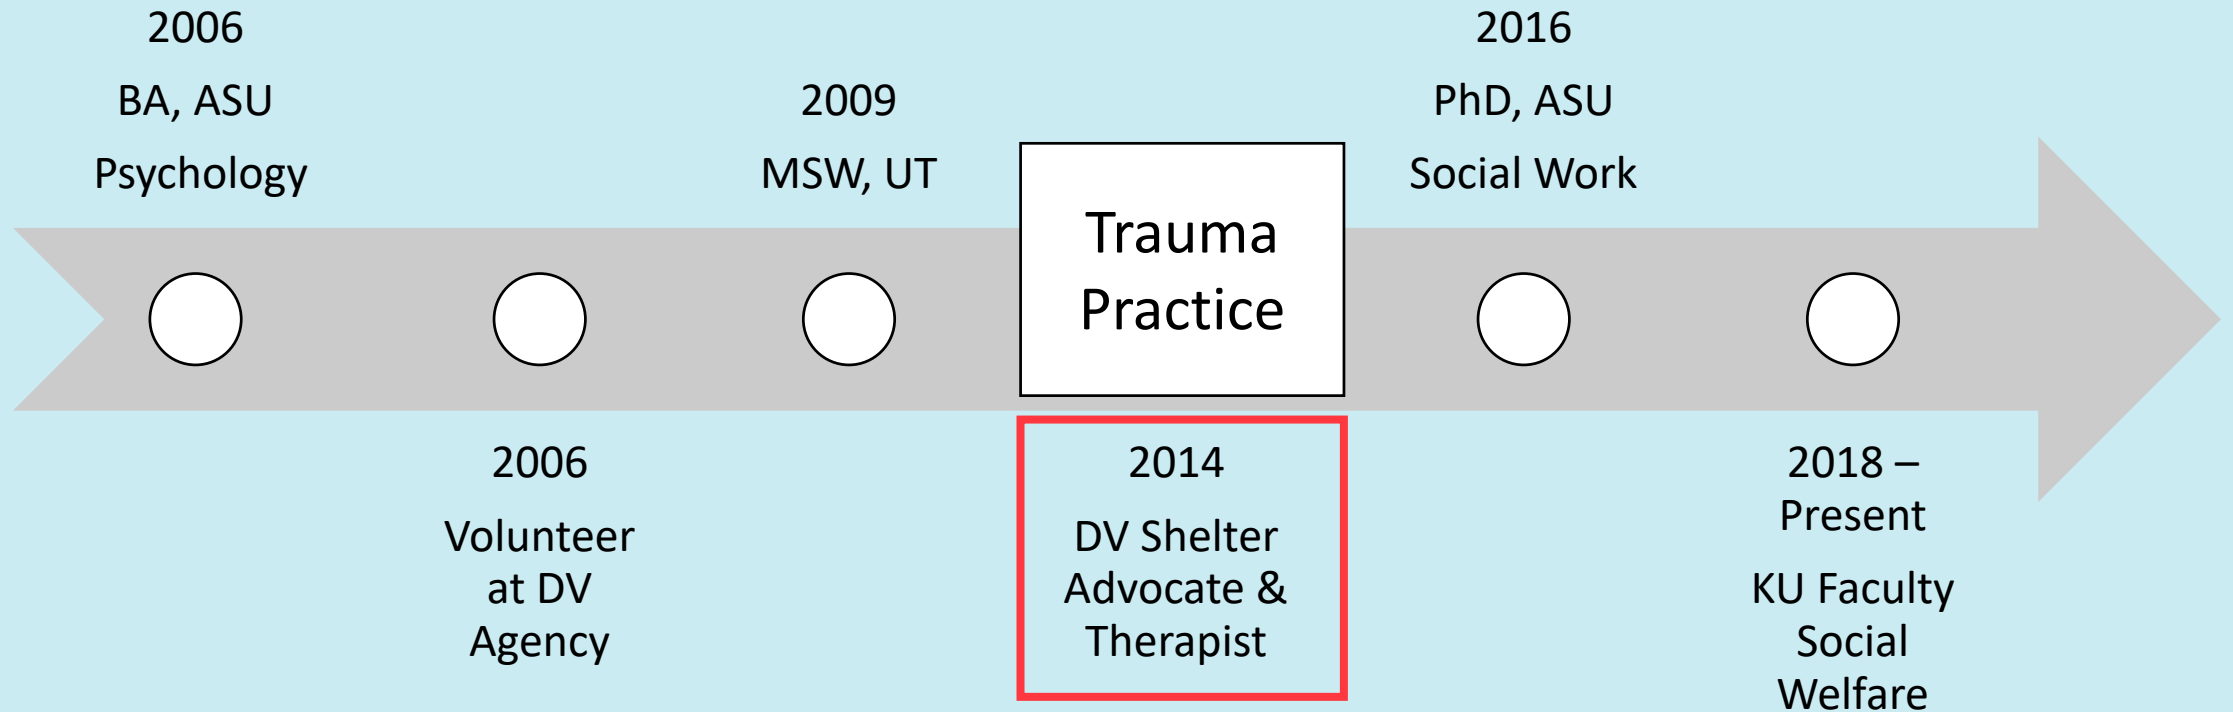 2006
BA, ASU
Psychology
2006
Volunteer
at DV
Agency
2009
MSW, UT
Trauma
Practice
2014
DV Shelter
Advocate &
Therapist
2016
PhD, ASU
Social Work
2018 –
Present
KU Faculty
Social
Welfare